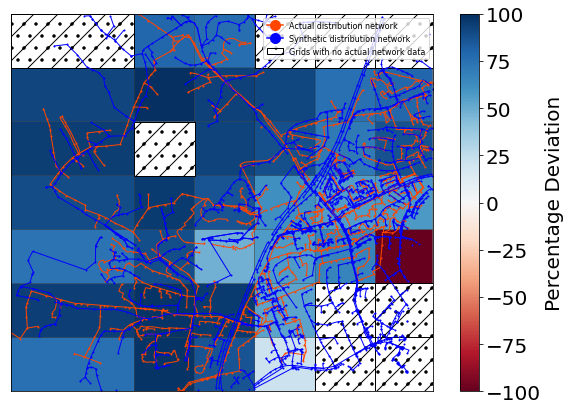 Actual distribution network
Synthetic distribution network
Grids with no actual network data
100
75
50
25
0
−25
−50
−75
−100
Percentage Deviation